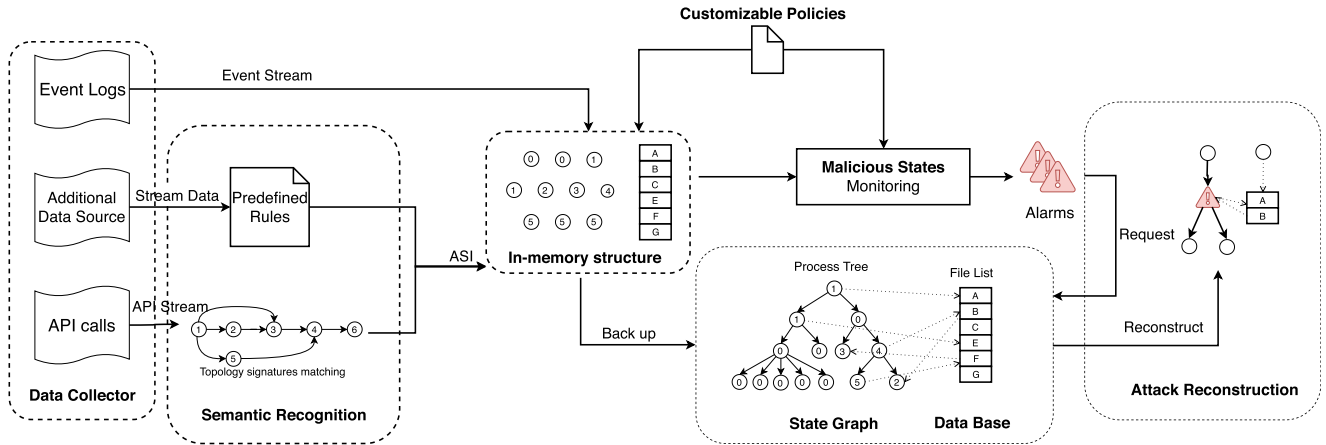 Customizable Policies
Event Logs
Event Stream
Additional
Data Source
Stream Data
Predefined
Rules
API calls
API Stream
1
2
3
4
6
5
Topology signatures matching
Data Collector
Semantic Recognition
ASI
0
0
1
1
2
3
4
5
5
5
A
B
C
E
F
G
In-memory structure
Back up
Malicious States
Monitoring
Alarms
Request
Process Tree
1
1
0
0
0
3
4
0
0
0
0
0
5
2
File List
A
B
C
E
F
G
State Graph
Data Base
Reconstruct
A
B
Attack Reconstruction